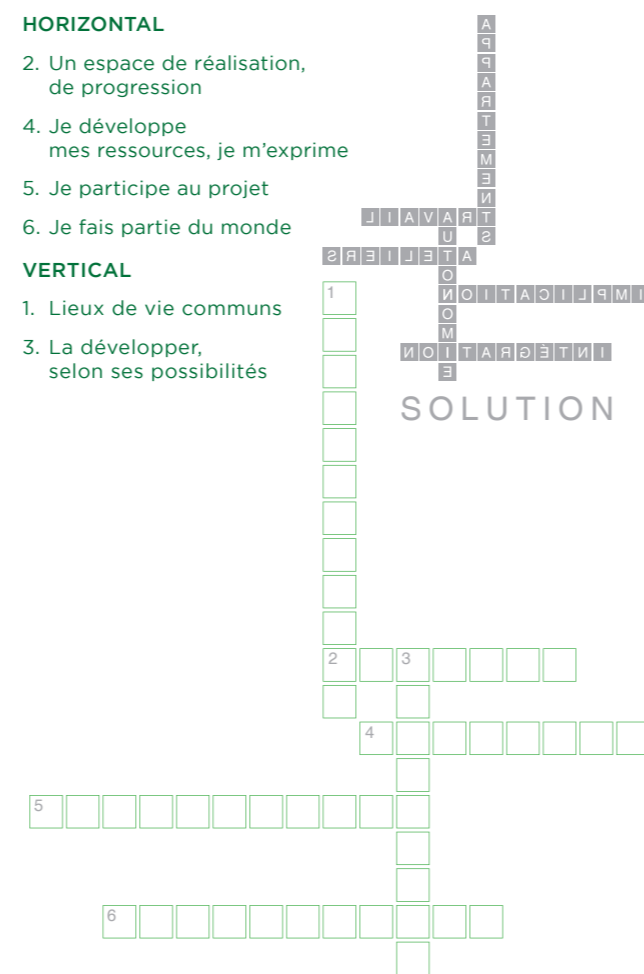 HORIZONTAL
2. Un espace de réalisation,
de progression
4. Je développe
mes ressources, je m’exprime
5. Je participe au projet
6. Je fais partie du monde
VERTICAL
1. Lieux de vie communs
3. La développer,
selon ses possibilités
APPARTEMENTS
TRAVAIL
AUTONOMIE
ATELIERS
IMPLICATION
INTÉGRATION
SOLUTION
1
2 3
4
5
6